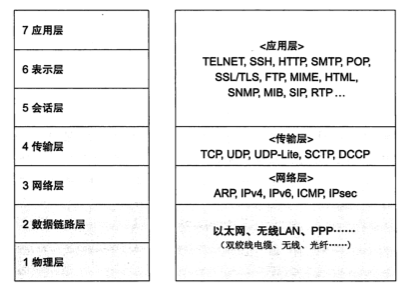 7 应用层
6 表示层
5 会话层
4 传输层
3 网络层
2 数据链路层
1 物理层
<应用层>
TELNET, SSH, HTTP, SMTP, POP,
SSL/TLS, FTP, MIME, HTML,
SNMP, MIB, SIP, RTP ...
<传输层>
TCP, UDP, UDP-Lite, SCTP, DCCP
<网络层>
ARP, IPv4, IPv6, ICMP, IPsec
以太网、无线LAN、PPP……
（双绞线电缆、无线、光纤……）